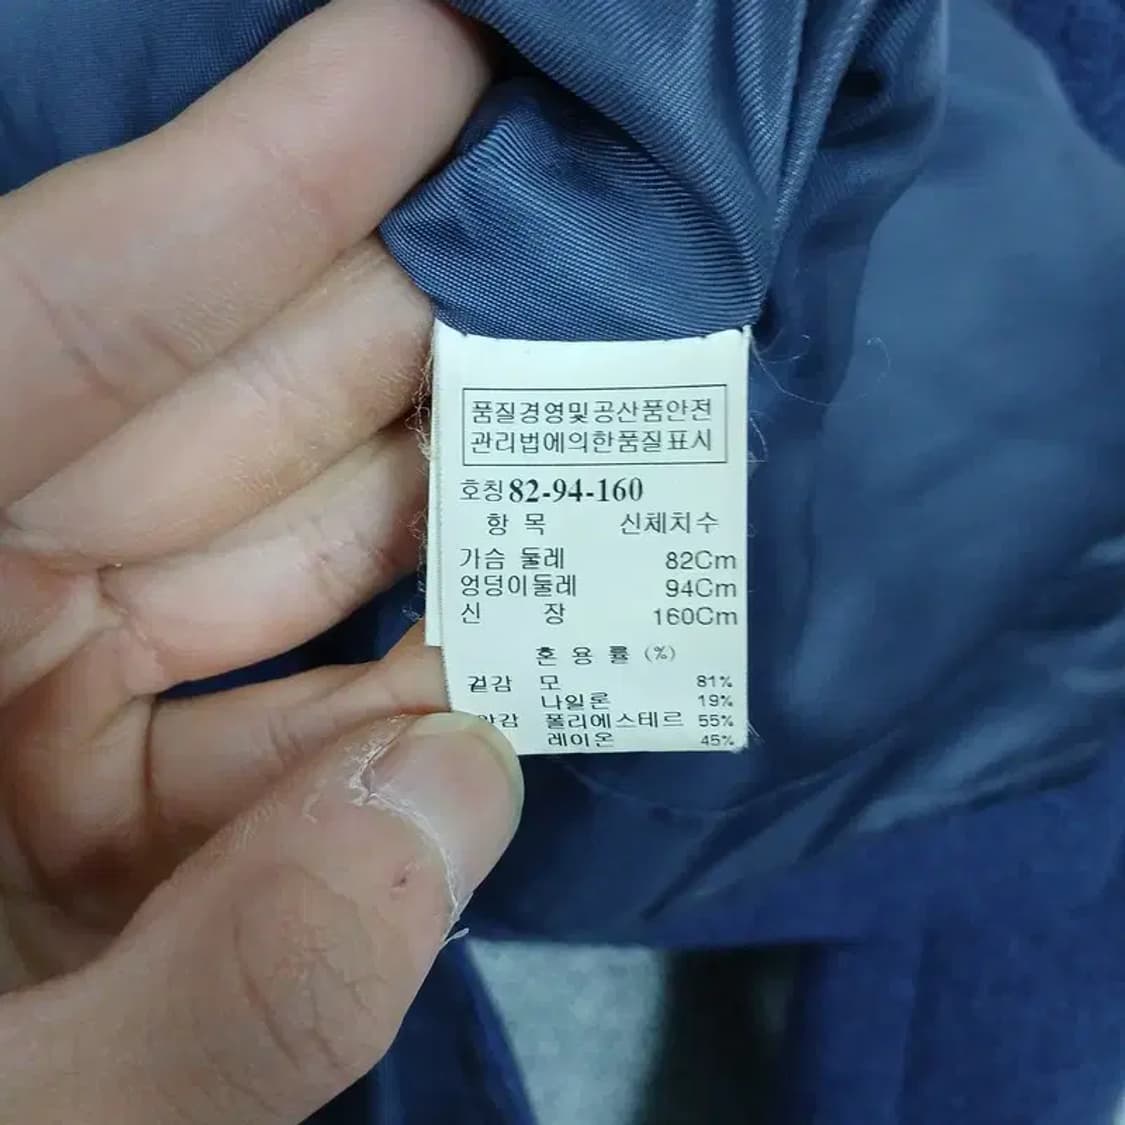 품질경영및공산품안전
관리법에의한품질표시
호칭 82-94-160
항 목 신체치수
가슴 둘레 82Cm
엉덩이둘레 94Cm
신 장 160Cm
혼 용 률 (%)
겉감 모 81%
나일론 19%
안감 폴리에스테르 55%
레이온 45%